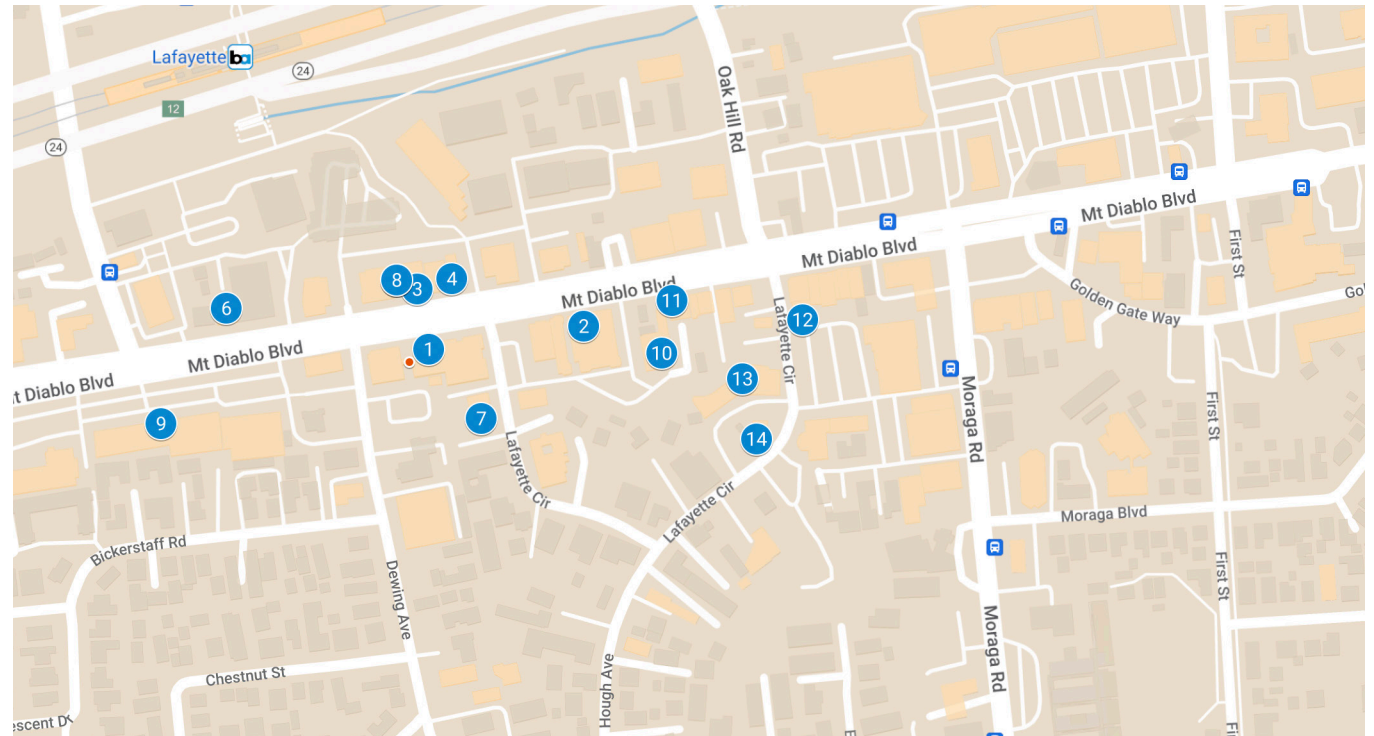 Lafayette ba
24
12
24
Oak Hill Rd
Mt Diablo Blvd
First St
Golden Gate Way
Gol
Mt Diablo Blvd
Mt Diablo Blvd
Mt Diablo Blvd
t Diablo Blvd
8
3
4
6
11
2
12
1
10
13
9
7
14
Lafayette Cir
Moraga Rd
First St
Lafayette Cir
Lafayette Cir
Moraga Blvd
Bickerstaff Rd
Dewing Ave
First St
Moraga Rd
Chestnut St
Hough Ave
escent D
Fir
Fi
E